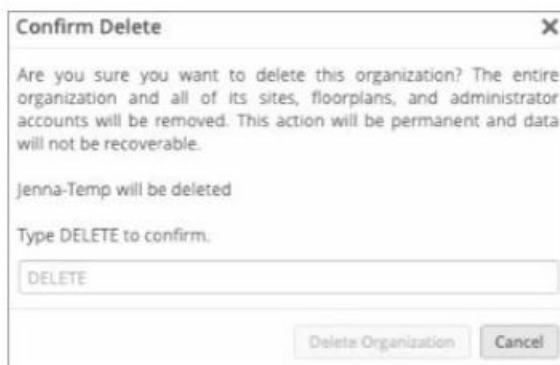 Confirm Delete
Are you sure you want to delete this organization? The entire
organization and all of its sites, floorplans, and administrator
accounts will be removed. This action will be permanent and data
will not be recoverable.
Jenna-Temp will be deleted
Type DELETE to confirm.
DELETE
Delete Organization Cancel